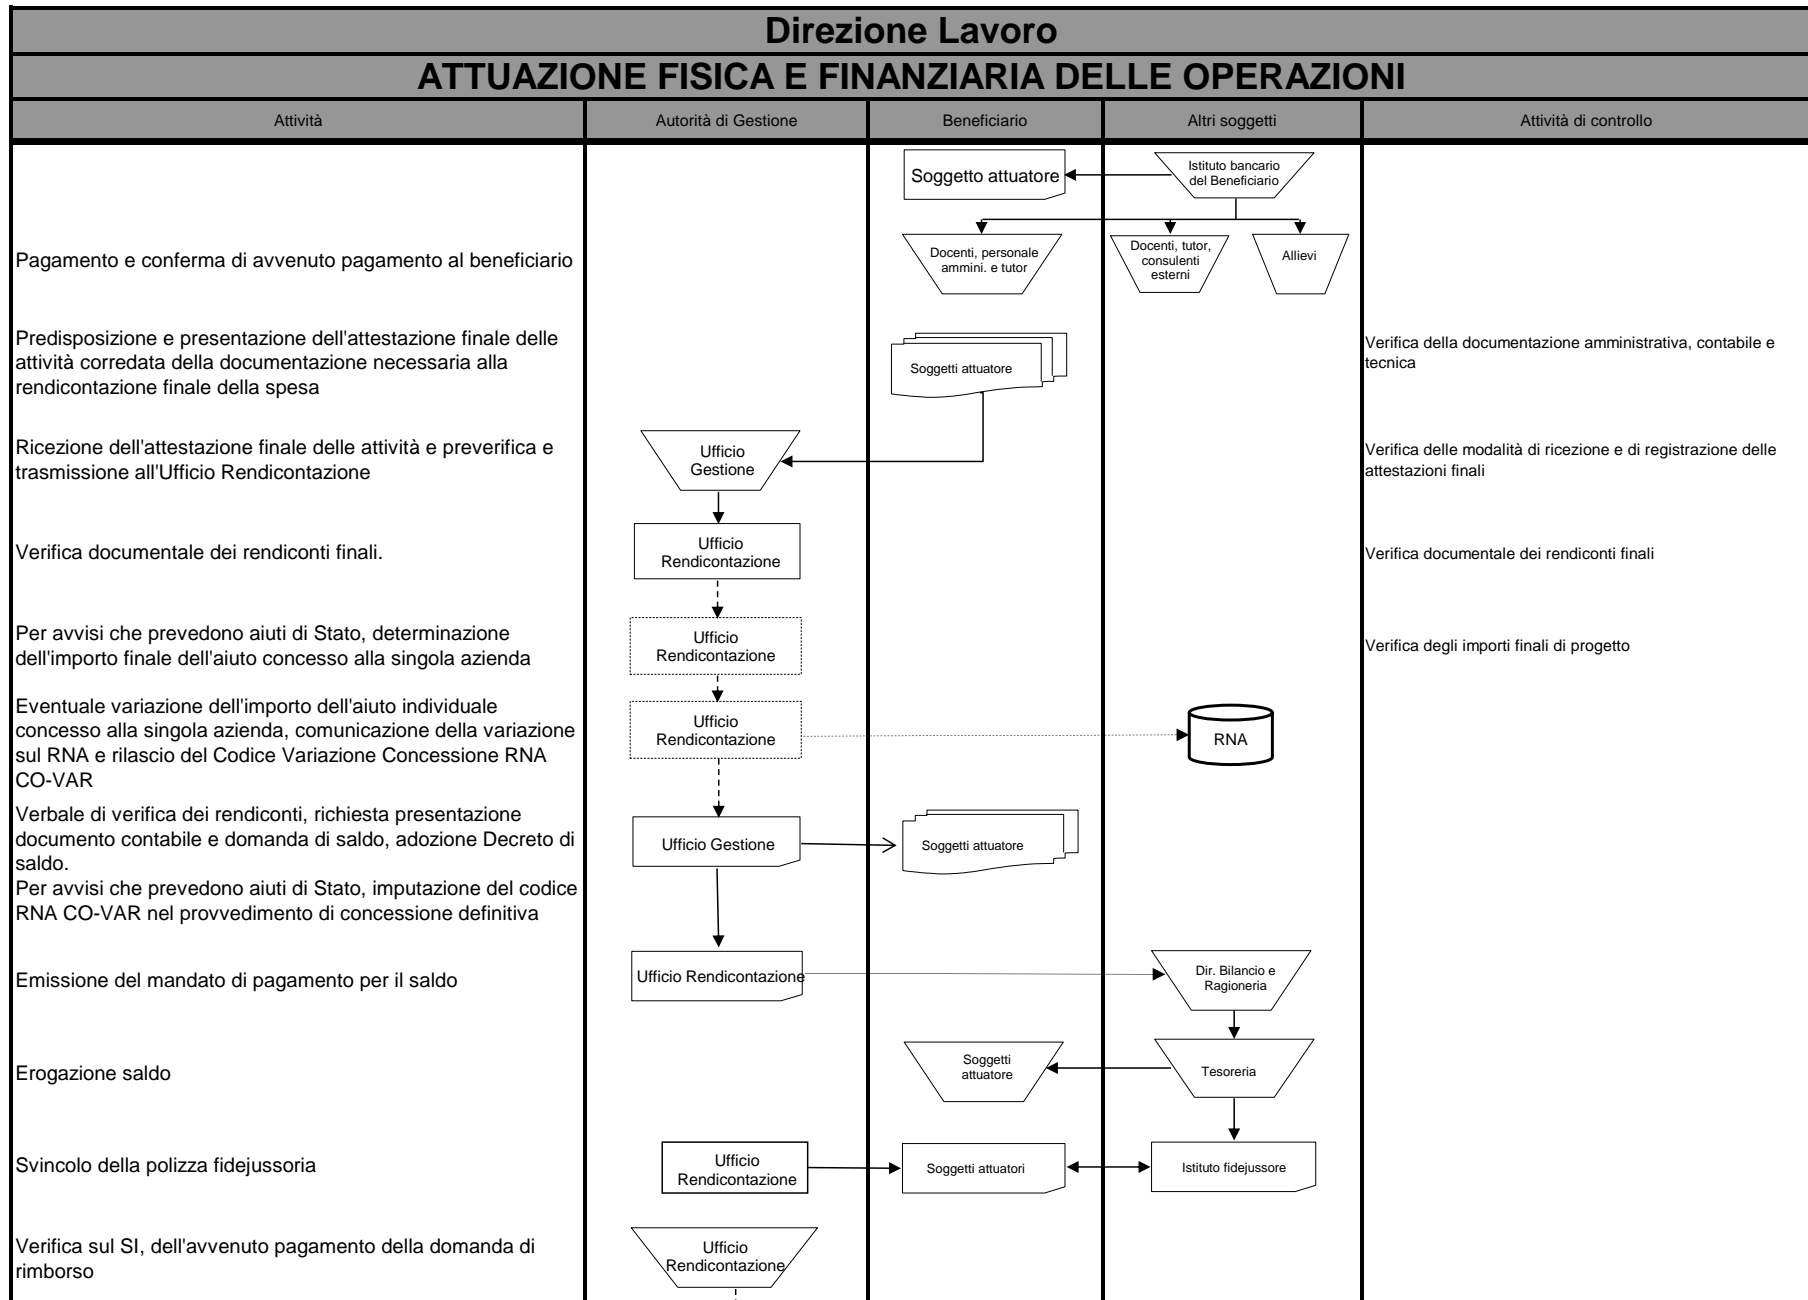 Direzione Lavoro
ATTUAZIONE FISICA E FINANZIARIA DELLE OPERAZIONI
Attività
Autorità di Gestione
Beneficiario
Altri soggetti
Attività di controllo
Soggetto attuatore
Istituto bancario
del Beneficiario
Pagamento e conferma di avvenuto pagamento al beneficiario
Docenti, personale
ammini. e tutor
Docenti, tutor,
consulenti
esterni
Allievi
Predisposizione e presentazione dell'attestazione finale delle
attività corredata della documentazione necessaria alla
rendicontazione finale della spesa
Soggetti attuatore
Verifica della documentazione amministrativa, contabile e
tecnica
Ricezione dell'attestazione finale delle attività e preverifica e
trasmissione all'Ufficio Rendicontazione
Ufficio
Gestione
Verifica delle modalità di ricezione e di registrazione delle
attestazioni finali
Verifica documentale dei rendiconti finali.
Ufficio
Rendicontazione
Verifica documentale dei rendiconti finali
Per avvisi che prevedono aiuti di Stato, determinazione
dell'importo finale dell'aiuto concesso alla singola azienda
Ufficio
Rendicontazione
Verifica degli importi finali di progetto
Eventuale variazione dell'importo dell'aiuto individuale
concesso alla singola azienda, comunicazione della variazione
sul RNA e rilascio del Codice Variazione Concessione RNA
CO-VAR
Ufficio
Rendicontazione
RNA
Verbale di verifica dei rendiconti, richiesta presentazione
documento contabile e domanda di saldo, adozione Decreto di
saldo.
Per avvisi che prevedono aiuti di Stato, imputazione del codice
RNA CO-VAR nel provvedimento di concessione definitiva
Ufficio Gestione
Soggetti attuatore
Emissione del mandato di pagamento per il saldo
Ufficio Rendicontazione
Dir. Bilancio e
Ragioneria
Erogazione saldo
Soggetti
attuatore
Tesoreria
Svincolo della polizza fidejussoria
Ufficio
Rendicontazione
Soggetti attuatori
Istituto fidejussore
Verifica sul SI, dell'avvenuto pagamento della domanda di
rimborso
Ufficio
Rendicontazione